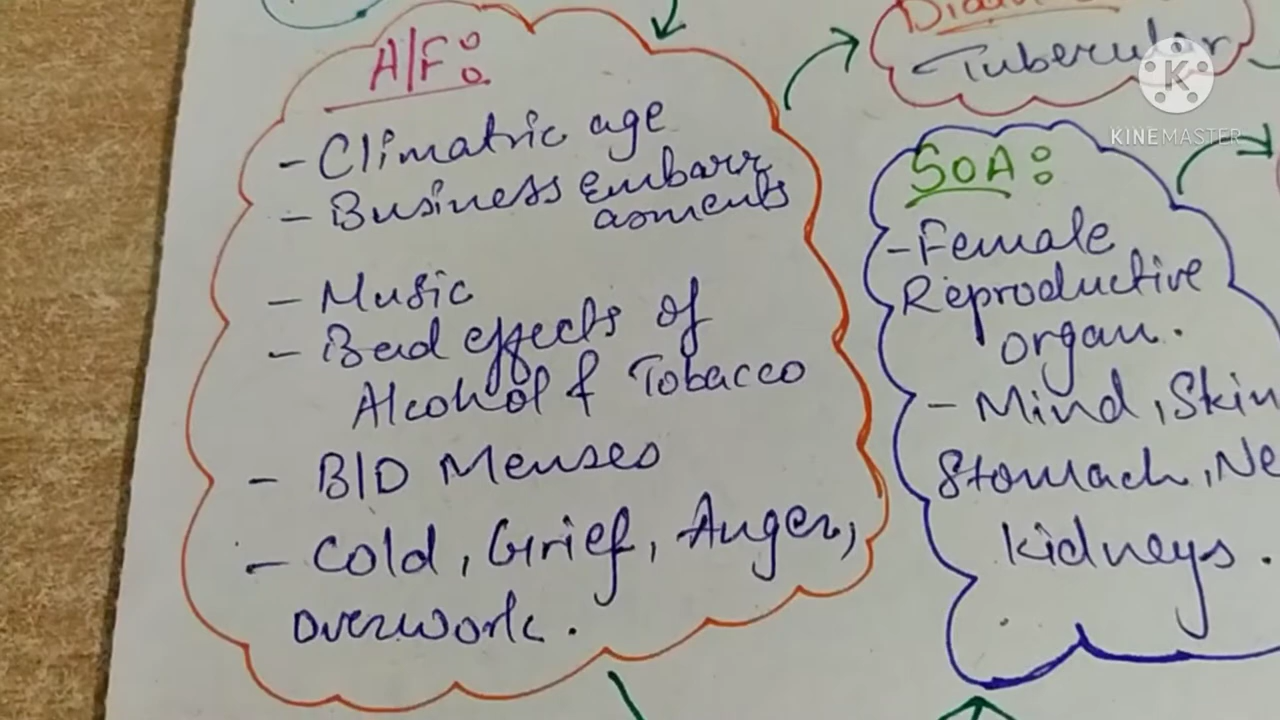 A/F:
- Climatric age
- Business embarr
asments
- Music
- Bad effects of
Alcohol & Tobacco
- B/D Menses
- Cold, Grief, Anger,
overwork.
Tubercular
KINEMASTER
SOA:
- Female
Reproductive
organ.
- Mind, Skin
Stomach, Ne
Kidneys.